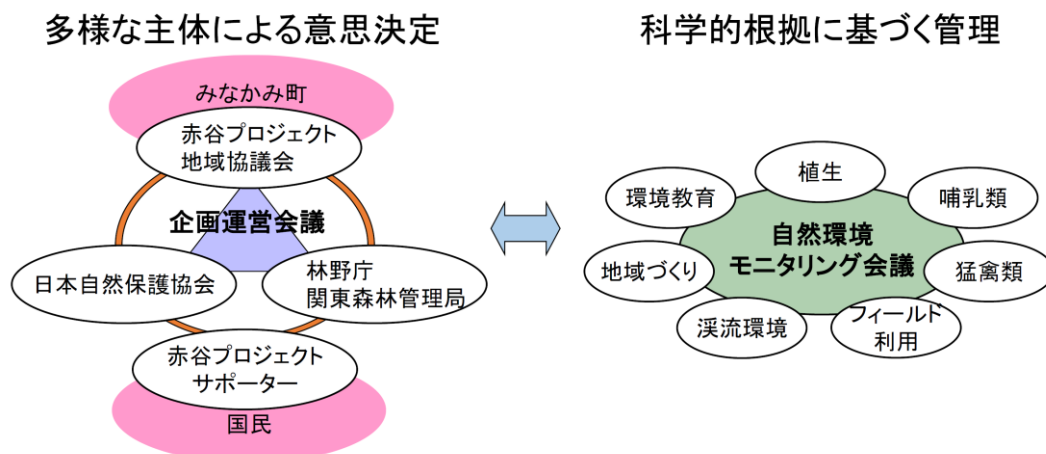 多様な主体による意思決定
みなかみ町
赤谷プロジェクト
地域協議会
企画運営会議
日本自然保護協会
林野庁
関東森林管理局
赤谷プロジェクト
サポーター
国民
科学的根拠に基づく管理
植生
環境教育
哺乳類
自然環境
モニタリング会議
地域づくり
猛禽類
渓流環境
フィールド
利用